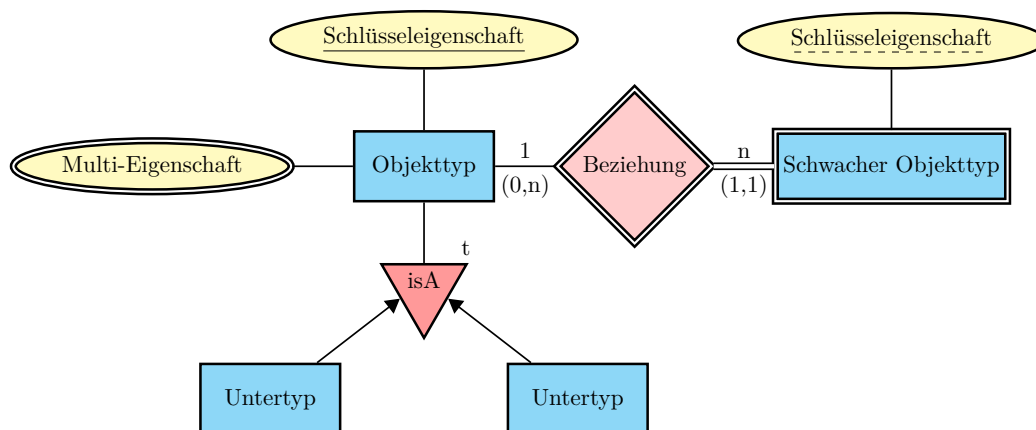 Schlüsseleigenschaft
Schlüsseleigenschaft
Multi-Eigenschaft
Objekttyp
1
(0,n)
Beziehung
n
(1,1)
Schwacher Objekttyp
t
isA
Untertyp
Untertyp